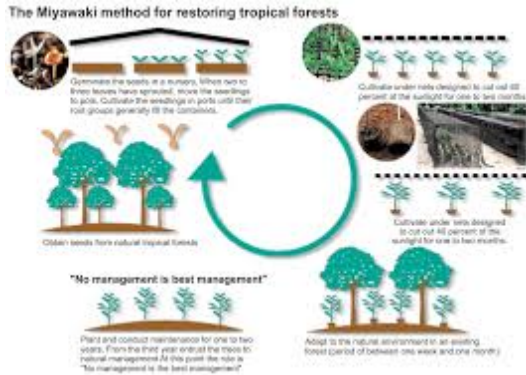 The Miyawaki method for restoring tropical forests
Germinate the seeds in a nursery. When two to
three leaves have sprouted, move the seedlings
to pots. Cultivate the seedlings in ports until their
root groups generally fill the containers.
Cultivate under nets designed to cut out 60
percent of the sunlight for one to two months
Cultivate under nets designed
to cut out 40 percent of the
sunlight for one to two months.
Obtain seeds from natural tropical forests
"No management is best management"
Plant and conduct maintenance for one to two
years. From the third year entrust the trees to
natural management At this point the rule is
"No management is the best management"
Adapt to the natural environment in an existing
forest (period of between one week and one month)